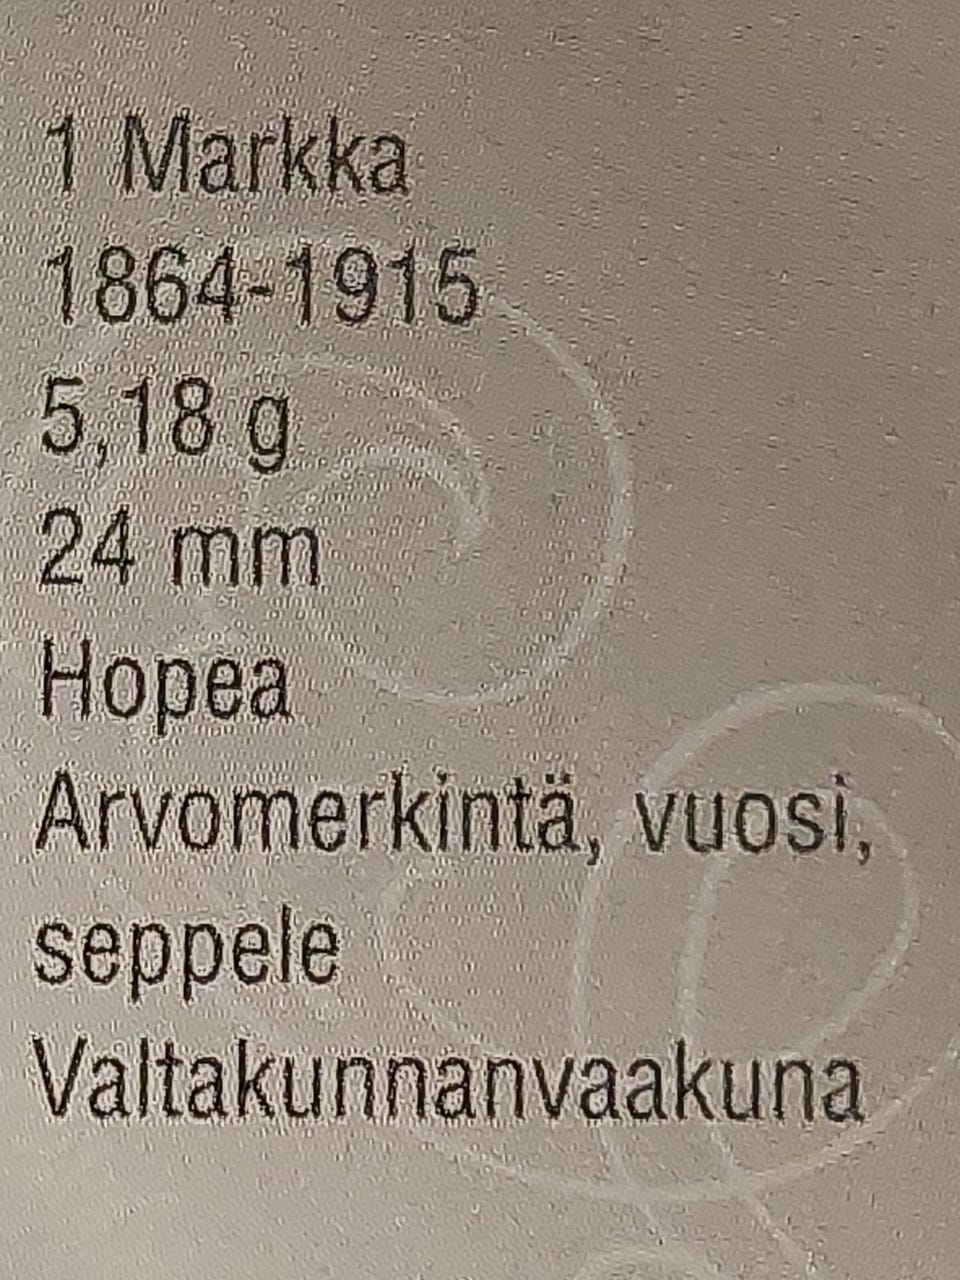 1 Markka
1864-1915
5,18 g
24 mm
Hopea
Arvomerkintä, vuosi,
seppele
Valtakunnanvaakuna